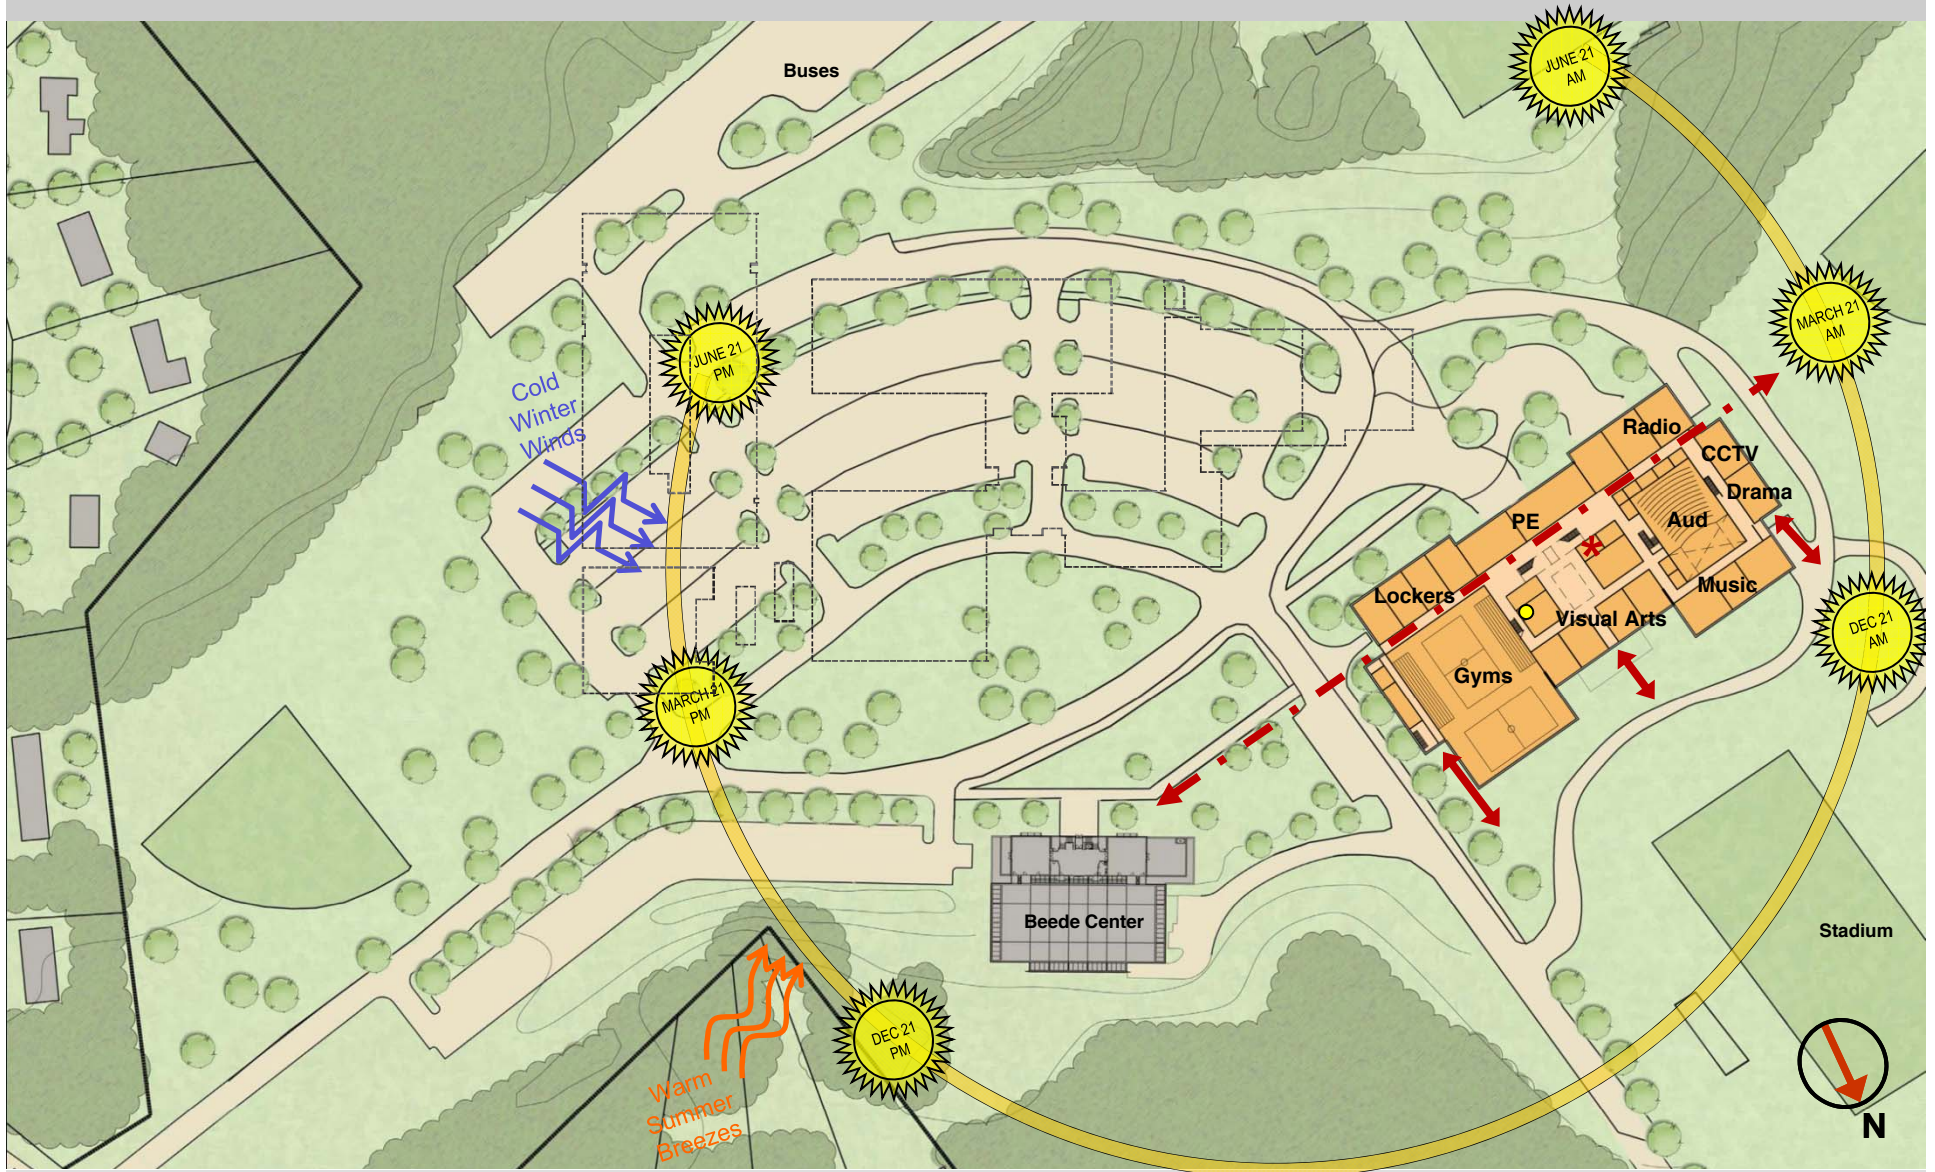 Buses
JUNE 21
AM
MARCH 21
AM
JUNE 21
PM
Cold
Winter
Winds
Radio
CCTV
Drama
PE
Aud
*
Lockers
Music
Visual Arts
DEC 21
AM
Gyms
MARCH 21
PM
Beede Center
Stadium
DEC 21
PM
Warm
Summer
Breezes
N